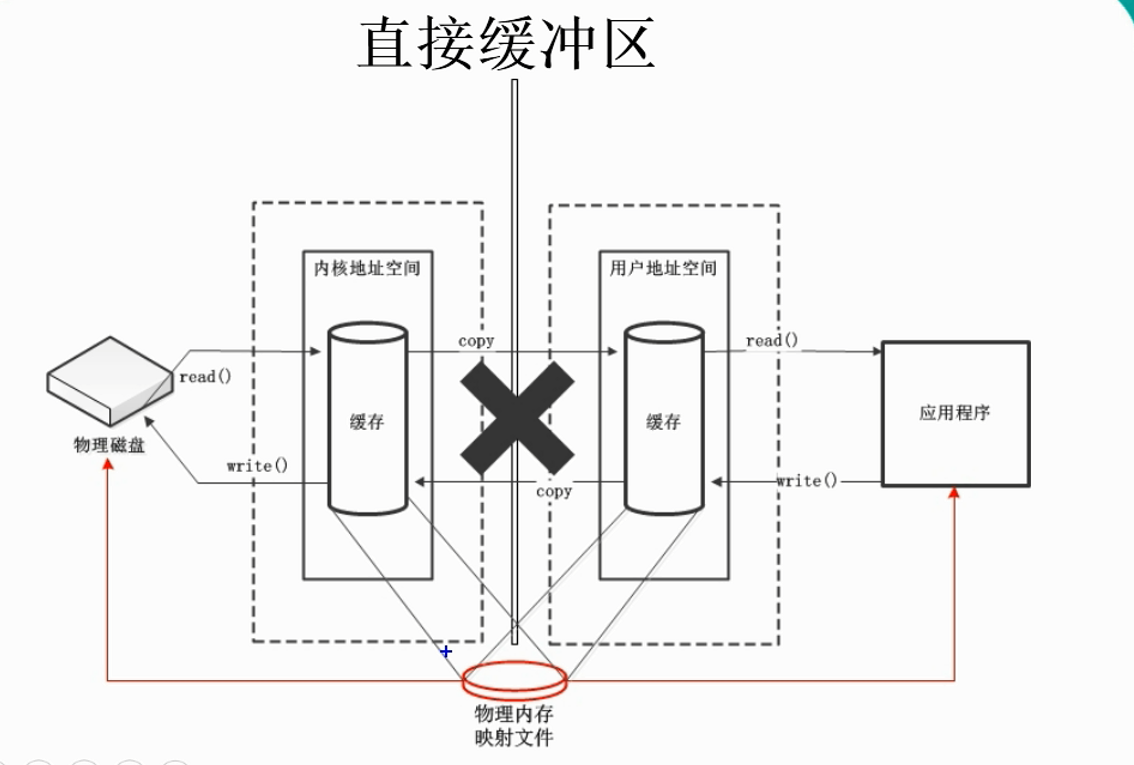 直接缓冲区
内核地址空间
用户地址空间
copy
read()
read()
缓存
缓存
应用程序
物理磁盘
write()
write()
copy
物理内存
映射文件